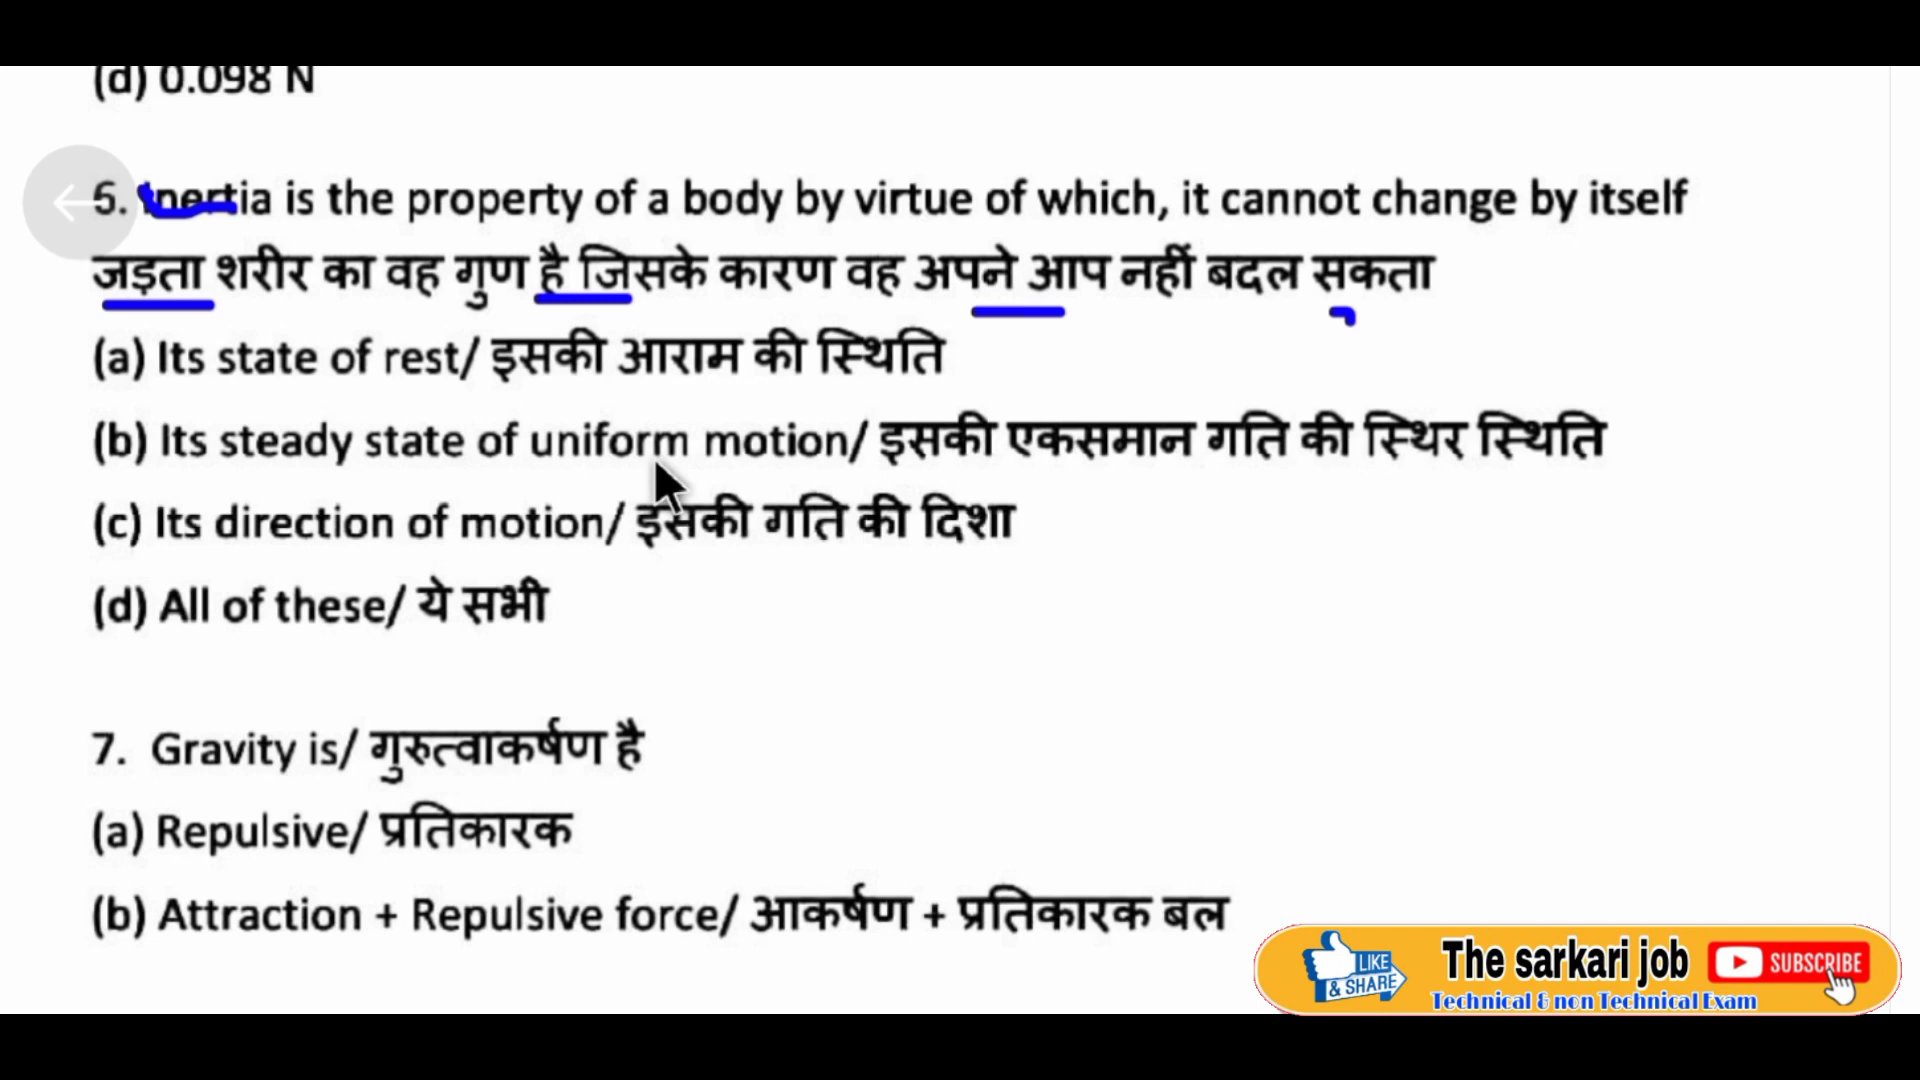 (d) 0.098 N
6. Inertia is the property of a body by virtue of which, it cannot change by itself
जड़ता शरीर का वह गुण है जिसके कारण वह अपने आप नहीं बदल सकता
(a) Its state of rest/ इसकी आराम की स्थिति
(b) Its steady state of uniform motion/ इसकी एकसमान गति की स्थिर स्थिति
(c) Its direction of motion/ इसकी गति की दिशा
(d) All of these/ ये सभी
7. Gravity is/ गुरुत्वाकर्षण है
(a) Repulsive/ प्रतिकारक
(b) Attraction + Repulsive force/ आकर्षण + प्रतिकारक बल
LIKE
& SHARE
The sarkari job
SUBSCRIBE
Technical & non Technical Exam